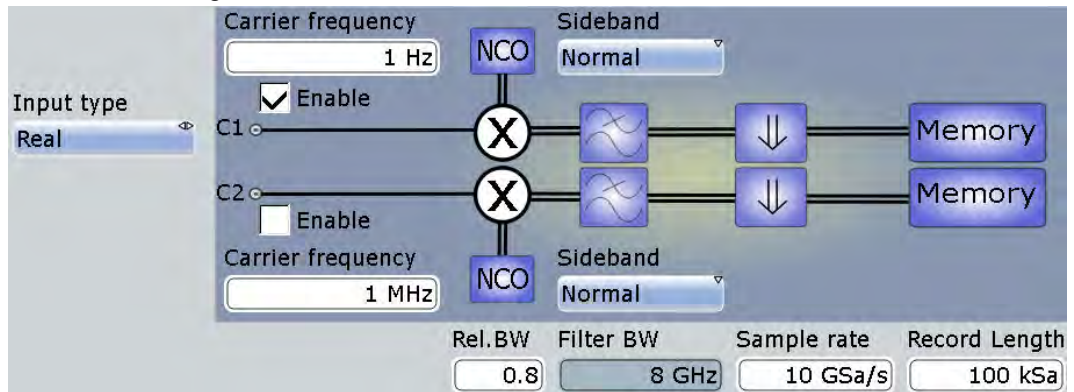 Carrier frequency Sideband
1 Hz NCO Normal
Input type Enable
Real C1 X Memory
C2 X Memory
Enable
Carrier frequency Sideband
1 MHz NCO Normal
Rel.BW Filter BW Sample rate Record Length
0.8 8 GHz 10 GSa/s 100 kSa